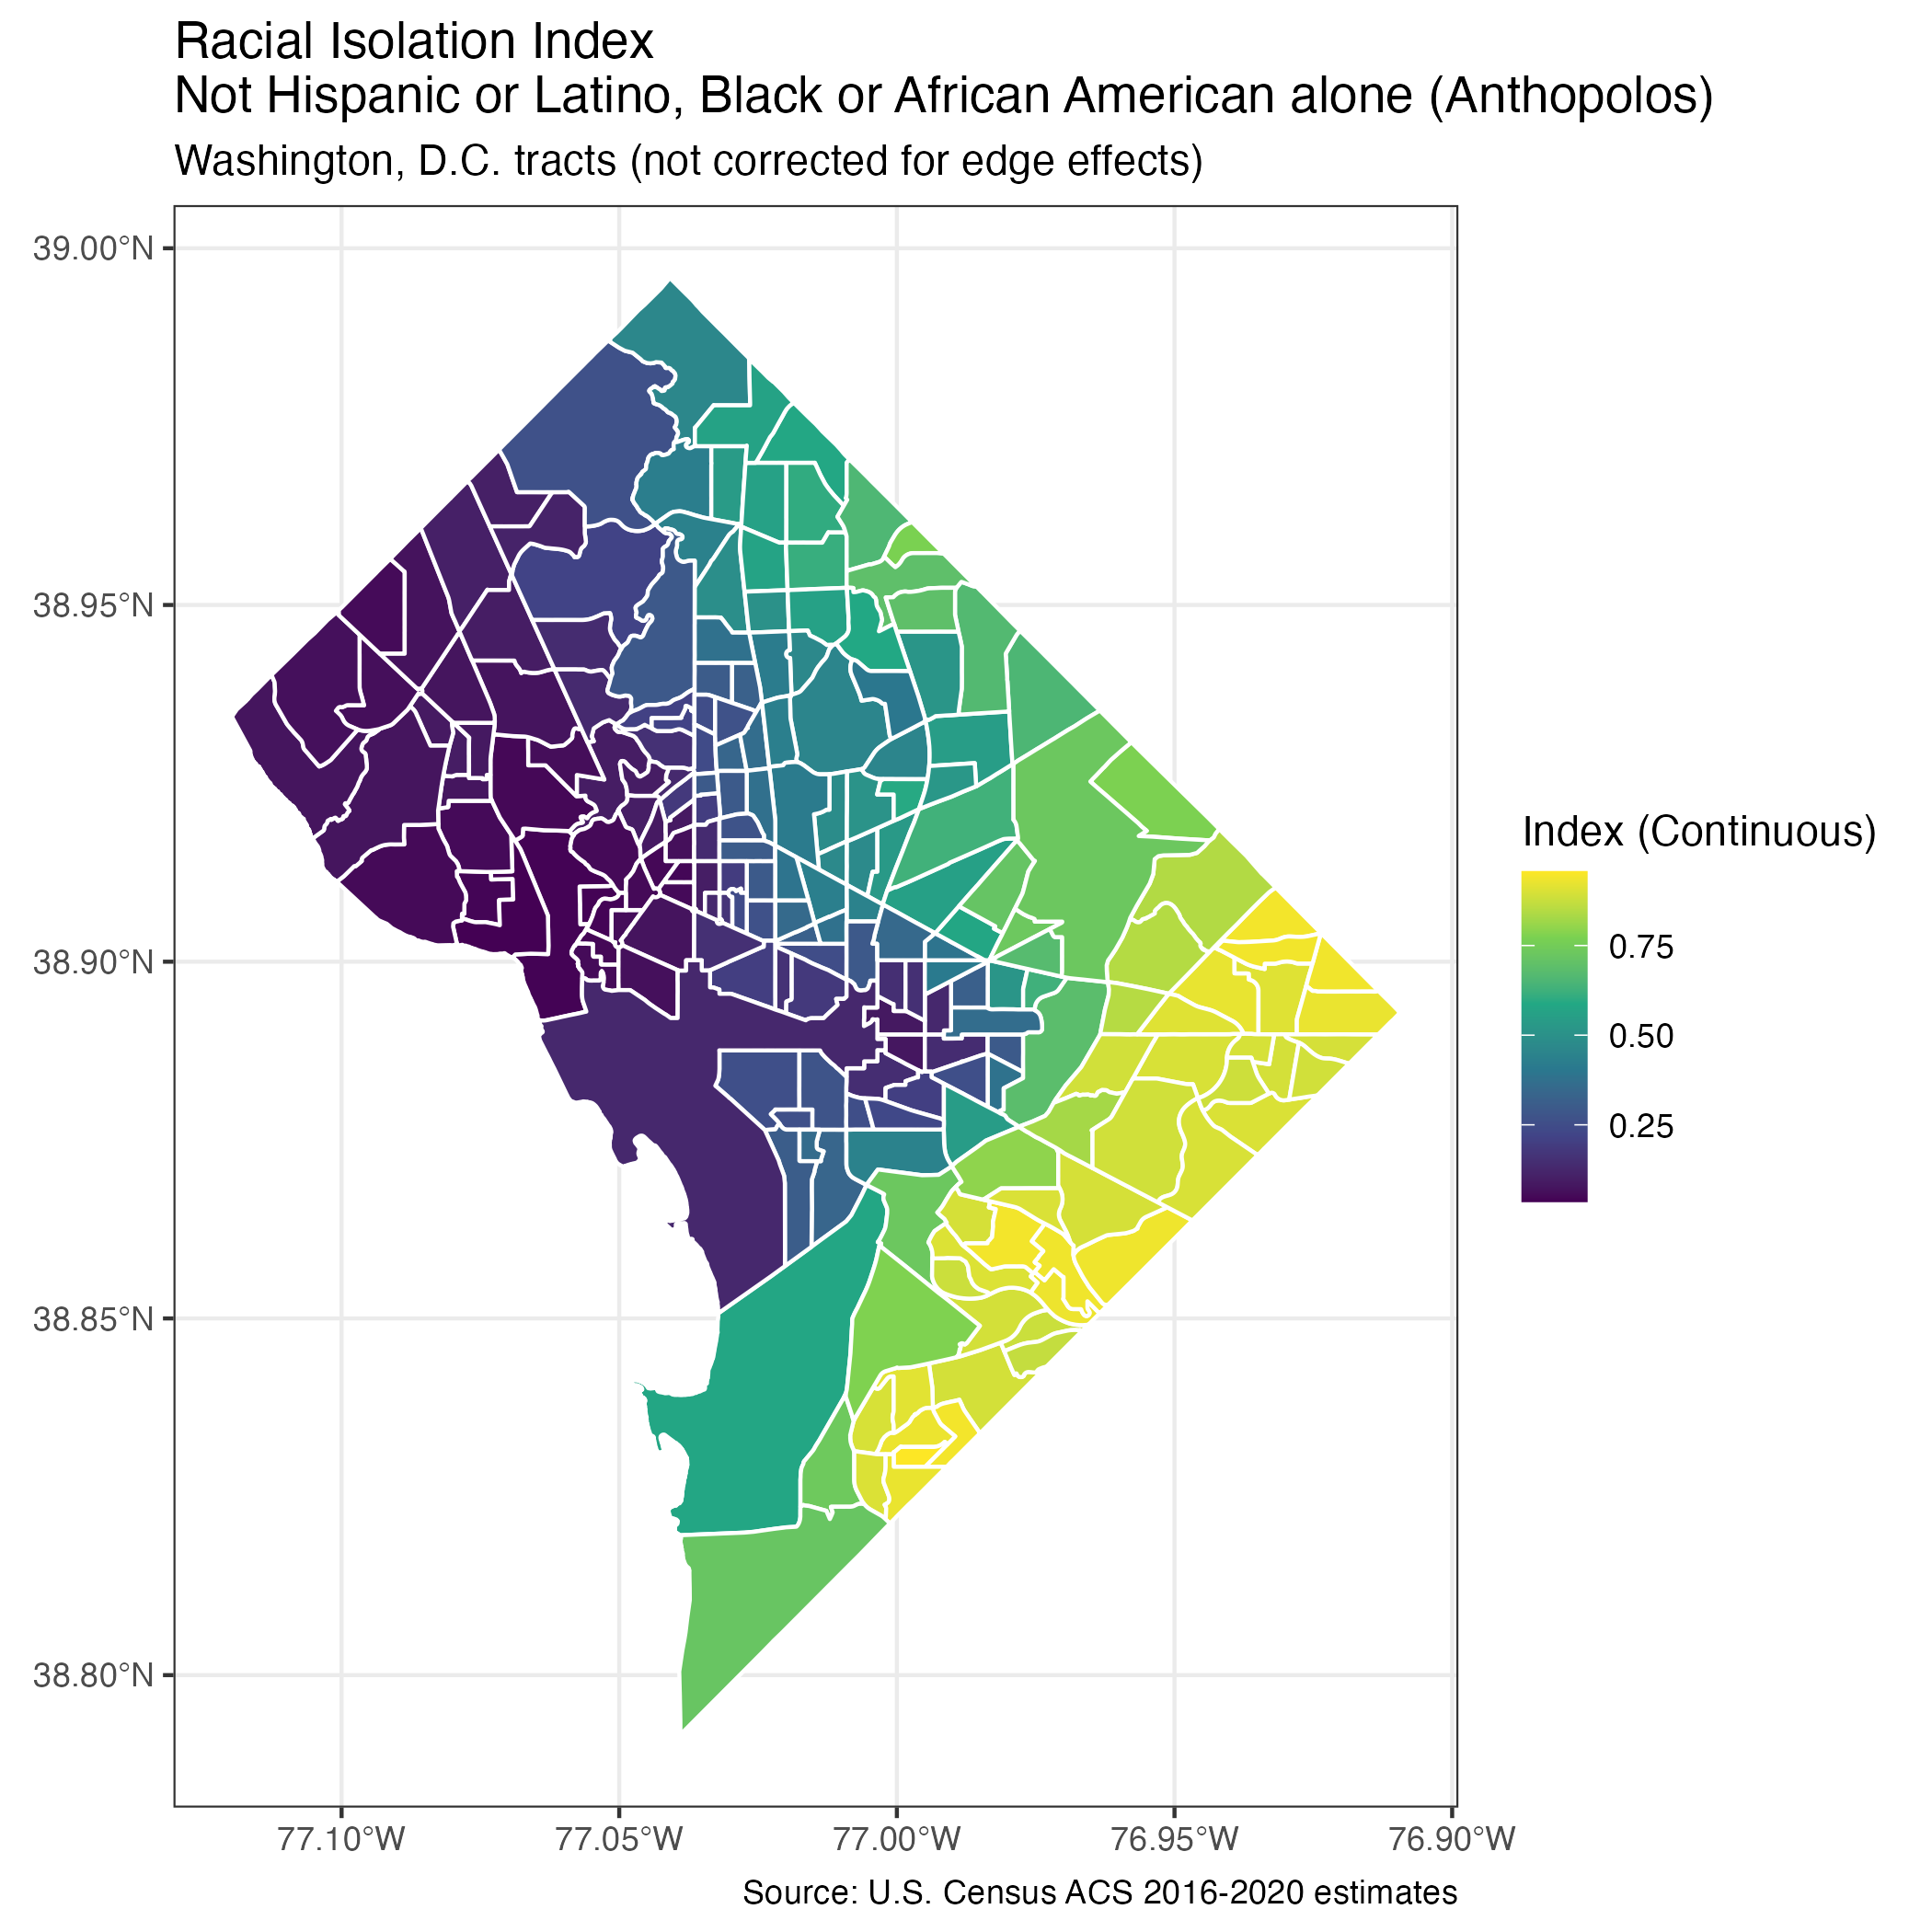 Racial Isolation Index
Not Hispanic or Latino, Black or African American alone (Anthopolos)
Washington, D.C. tracts (not corrected for edge effects)
39.00°N
38.95°N
38.90°N
38.85°N
38.80°N
77.10°W
77.05°W
77.00°W
76.95°W
76.90°W
Index (Continuous)
0.75
0.50
0.25
Source: U.S. Census ACS 2016-2020 estimates